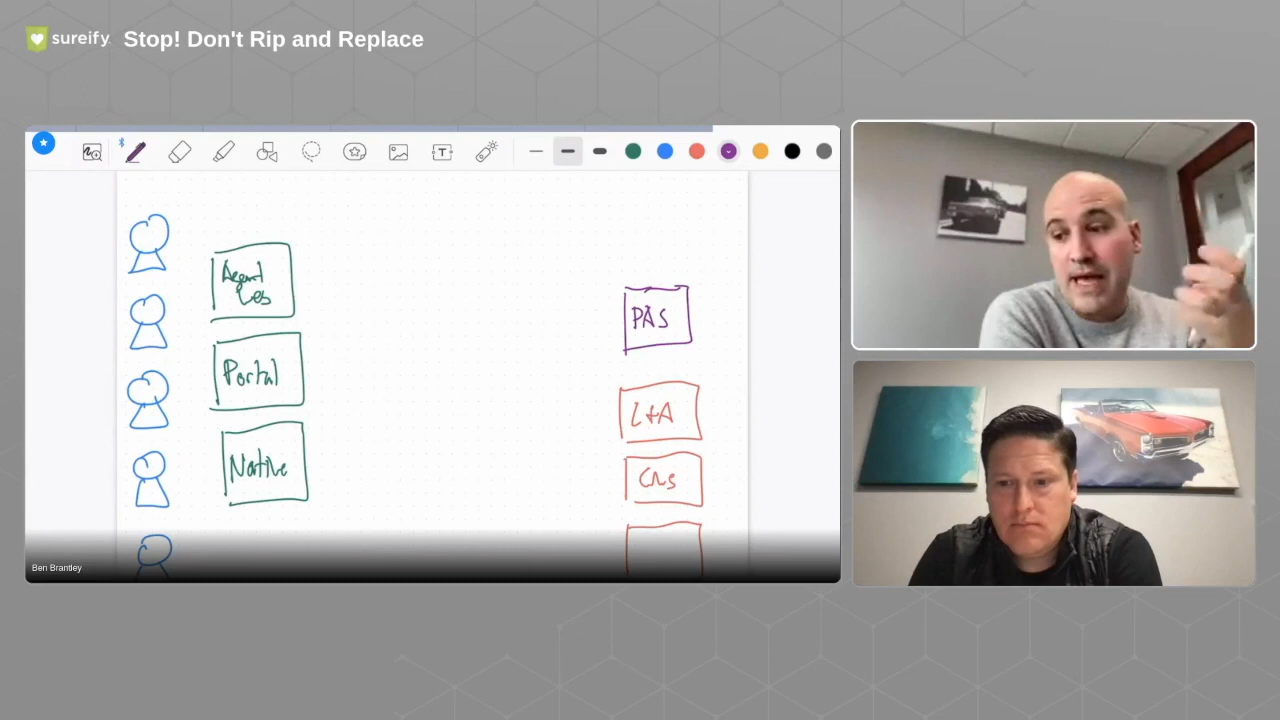 sureify
Stop! Don't Rip and Replace
T
Agent
Portal
Native
PAS
L+A
Ben Brantley